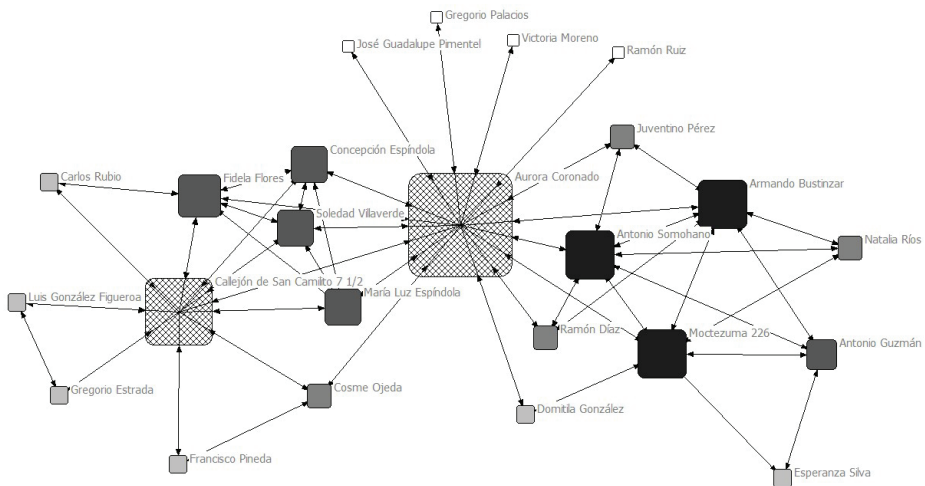 Gregorio Palacios
José Guadalupe Pimentel
Victoria Moreno
Ramón Ruiz
Juventino Pérez
Concepción Espíndola
Carlos Rubio
Fidela Flores
Aurora Coronado
Armando Bustinzar
Soledad Villaverde
Antonio Somohano
Natalia Ríos
Callejón de San Camilito 7 1/2
María Luz Espíndola
Luis González Figueroa
Ramón Díaz
Moctezuma 226
Antonio Guzmán
Gregorio Estrada
Cosme Ojeda
Domitila González
Francisco Pineda
Esperanza Silva